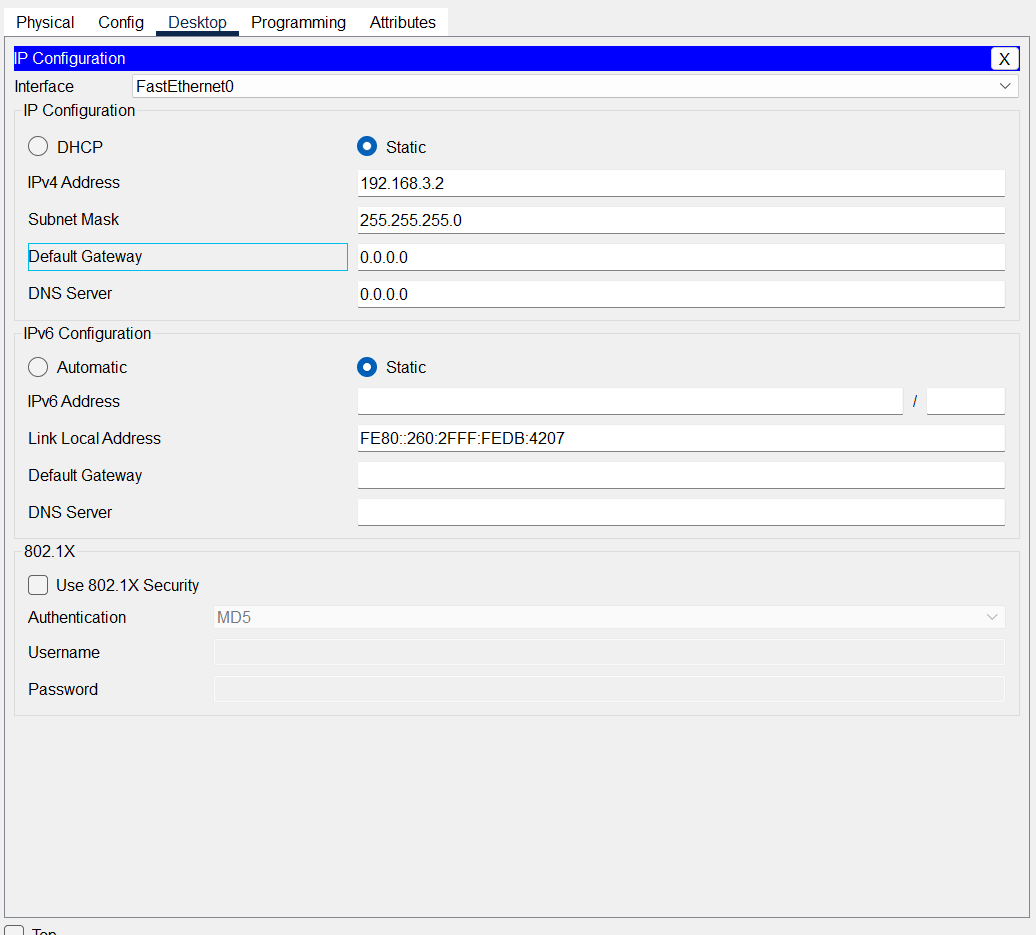 Physical Config Desktop Programming Attributes
IP Configuration X
Interface FastEthernet0
IP Configuration
DHCP Static
IPv4 Address 192.168.3.2
Subnet Mask 255.255.255.0
Default Gateway 0.0.0.0
DNS Server 0.0.0.0
IPv6 Configuration
Automatic Static
IPv6 Address /
Link Local Address FE80::260:2FFF:FEDB:4207
Default Gateway
DNS Server
802.1X
Use 802.1X Security
Authentication MD5
Username
Password
Top